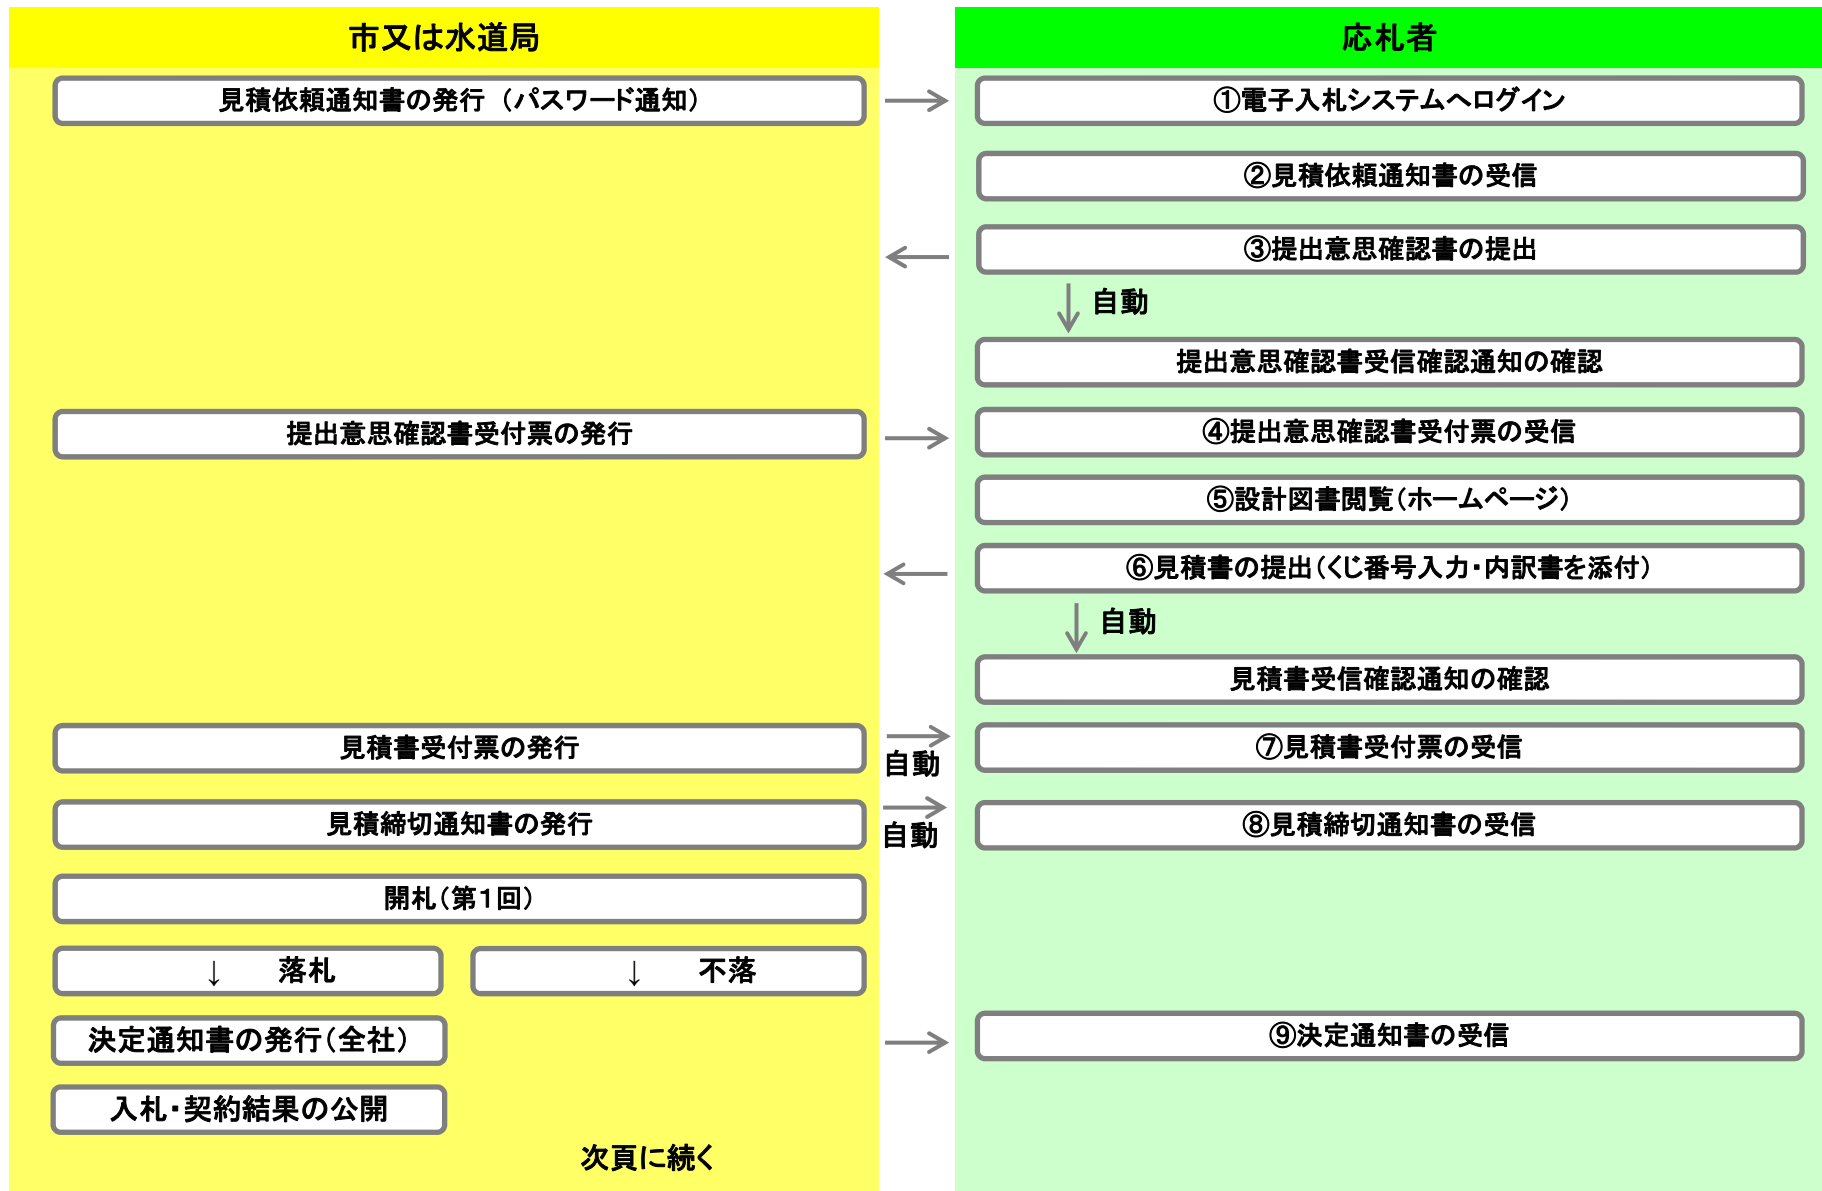 市又は水道局
応札者
見積依頼通知書の発行 （パスワード通知）
①電子入札システムへログイン
②見積依頼通知書の受信
③提出意思確認書の提出
自動
提出意思確認書受信確認通知の確認
提出意思確認書受付票の発行
④提出意思確認書受付票の受信
⑤設計図書閲覧（ホームページ）
⑥見積書の提出（くじ番号入力・内訳書を添付）
自動
見積書受信確認通知の確認
見積書受付票の発行
自動
⑦見積書受付票の受信
見積締切通知書の発行
自動
⑧見積締切通知書の受信
開札（第１回）
↓　　落札
↓　　不落
決定通知書の発行（全社）
⑨決定通知書の受信
入札・契約結果の公開
次頁に続く